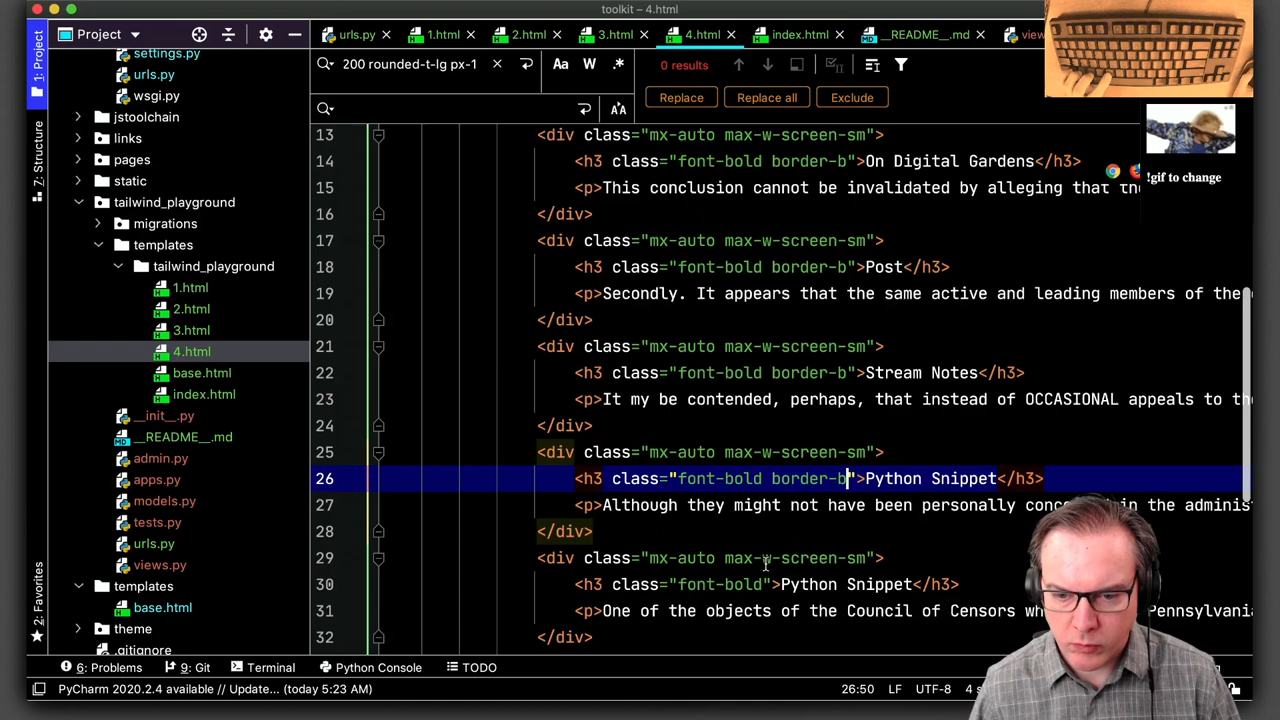 toolkit – 4.html
Project
urls.py
1.html
2.html
3.html
4.html
index.html
__README__.md
200 rounded-t-lg px-1
Aa
W
.*
0 results
Replace
Replace all
Exclude
!gif to change
1: Project
7: Structure
2: Favorites
settings.py
urls.py
wsgi.py
jstoolchain
links
pages
static
tailwind_playground
migrations
templates
tailwind_playground
1.html
2.html
3.html
4.html
base.html
index.html
__init__.py
__README__.md
admin.py
apps.py
models.py
tests.py
urls.py
views.py
templates
base.html
theme
.gitignore
13 <div class="mx-auto max-w-screen-sm">
14 <h3 class="font-bold border-b">On Digital Gardens</h3>
15 <p>This conclusion cannot be invalidated by alleging that
16 </div>
17 <div class="mx-auto max-w-screen-sm">
18 <h3 class="font-bold border-b">Post</h3>
19 <p>Secondly. It appears that the same active and leading members of the
20 </div>
21 <div class="mx-auto max-w-screen-sm">
22 <h3 class="font-bold border-b">Stream Notes</h3>
23 <p>It my be contended, perhaps, that instead of OCCASIONAL appeals to
24 </div>
25 <div class="mx-auto max-w-screen-sm">
26 <h3 class="font-bold border-b">Python Snippet</h3>
27 <p>Although they might not have been personally in the
28 </div>
29 <div class="mx-auto max-w-screen-sm">
30 <h3 class="font-bold">Python Snippet</h3>
31 <p>One of the objects of the Council of Censors Pennsylvania
32 </div>
6: Problems
9: Git
Terminal
Python Console
TODO
PyCharm 2020.2.4 available // Update... (today 5:23 AM)
26:50
LF
UTF-8